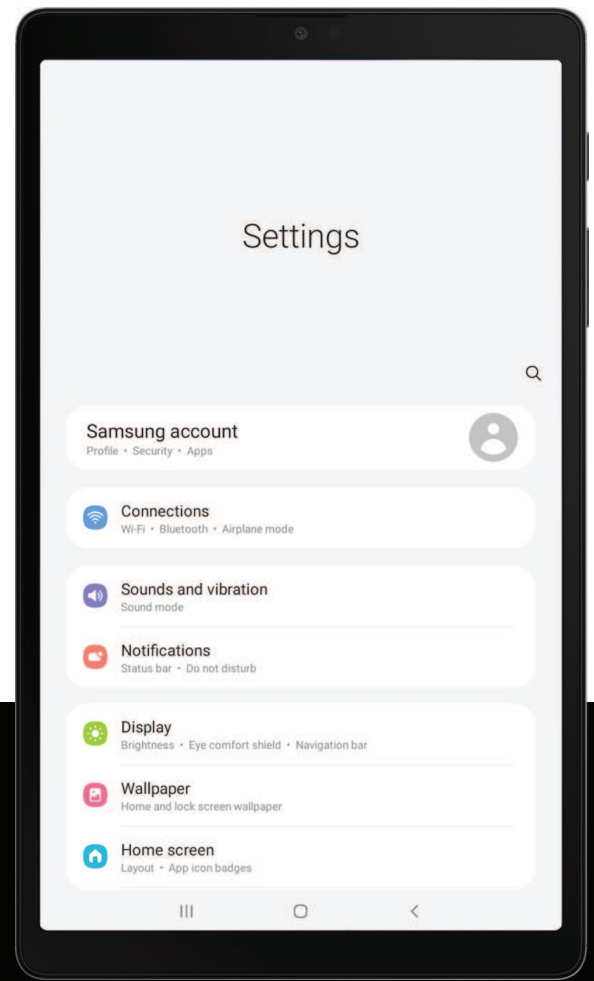 Settings
Samsung account
Profile • Security • Apps
Connections
Wi-Fi • Bluetooth • Airplane mode
Sounds and vibration
Sound mode
Notifications
Status bar • Do not disturb
Display
Brightness • Eye comfort shield • Navigation bar
Wallpaper
Home and lock screen wallpaper
Home screen
Layout • App icon badges